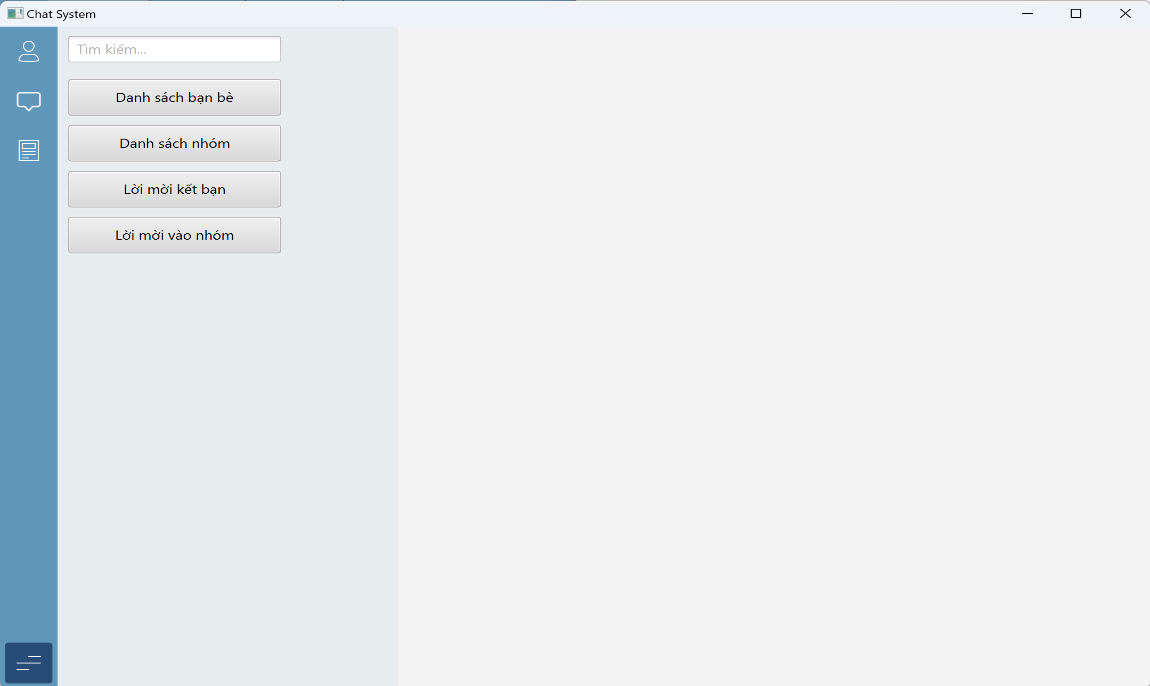 Chat System
Tìm kiếm...
Danh sách bạn bè
Danh sách nhóm
Lời mời kết bạn
Lời mời vào nhóm